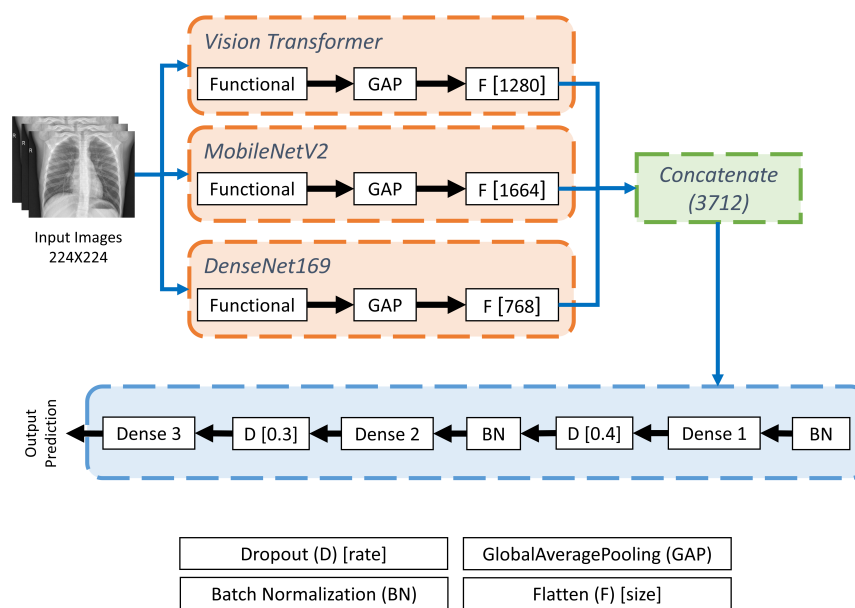 Vision Transformer
Functional
GAP
F [1280]
MobileNetV2
Functional
GAP
F [1664]
DenseNet169
Functional
GAP
F [768]
R
Input Images
224X224
Concatenate
(3712)
Output
Prediction
Dense 3
D [0.3]
Dense 2
BN
D [0.4]
Dense 1
BN
Dropout (D) [rate]
GlobalAveragePooling (GAP)
Batch Normalization (BN)
Flatten (F) [size]